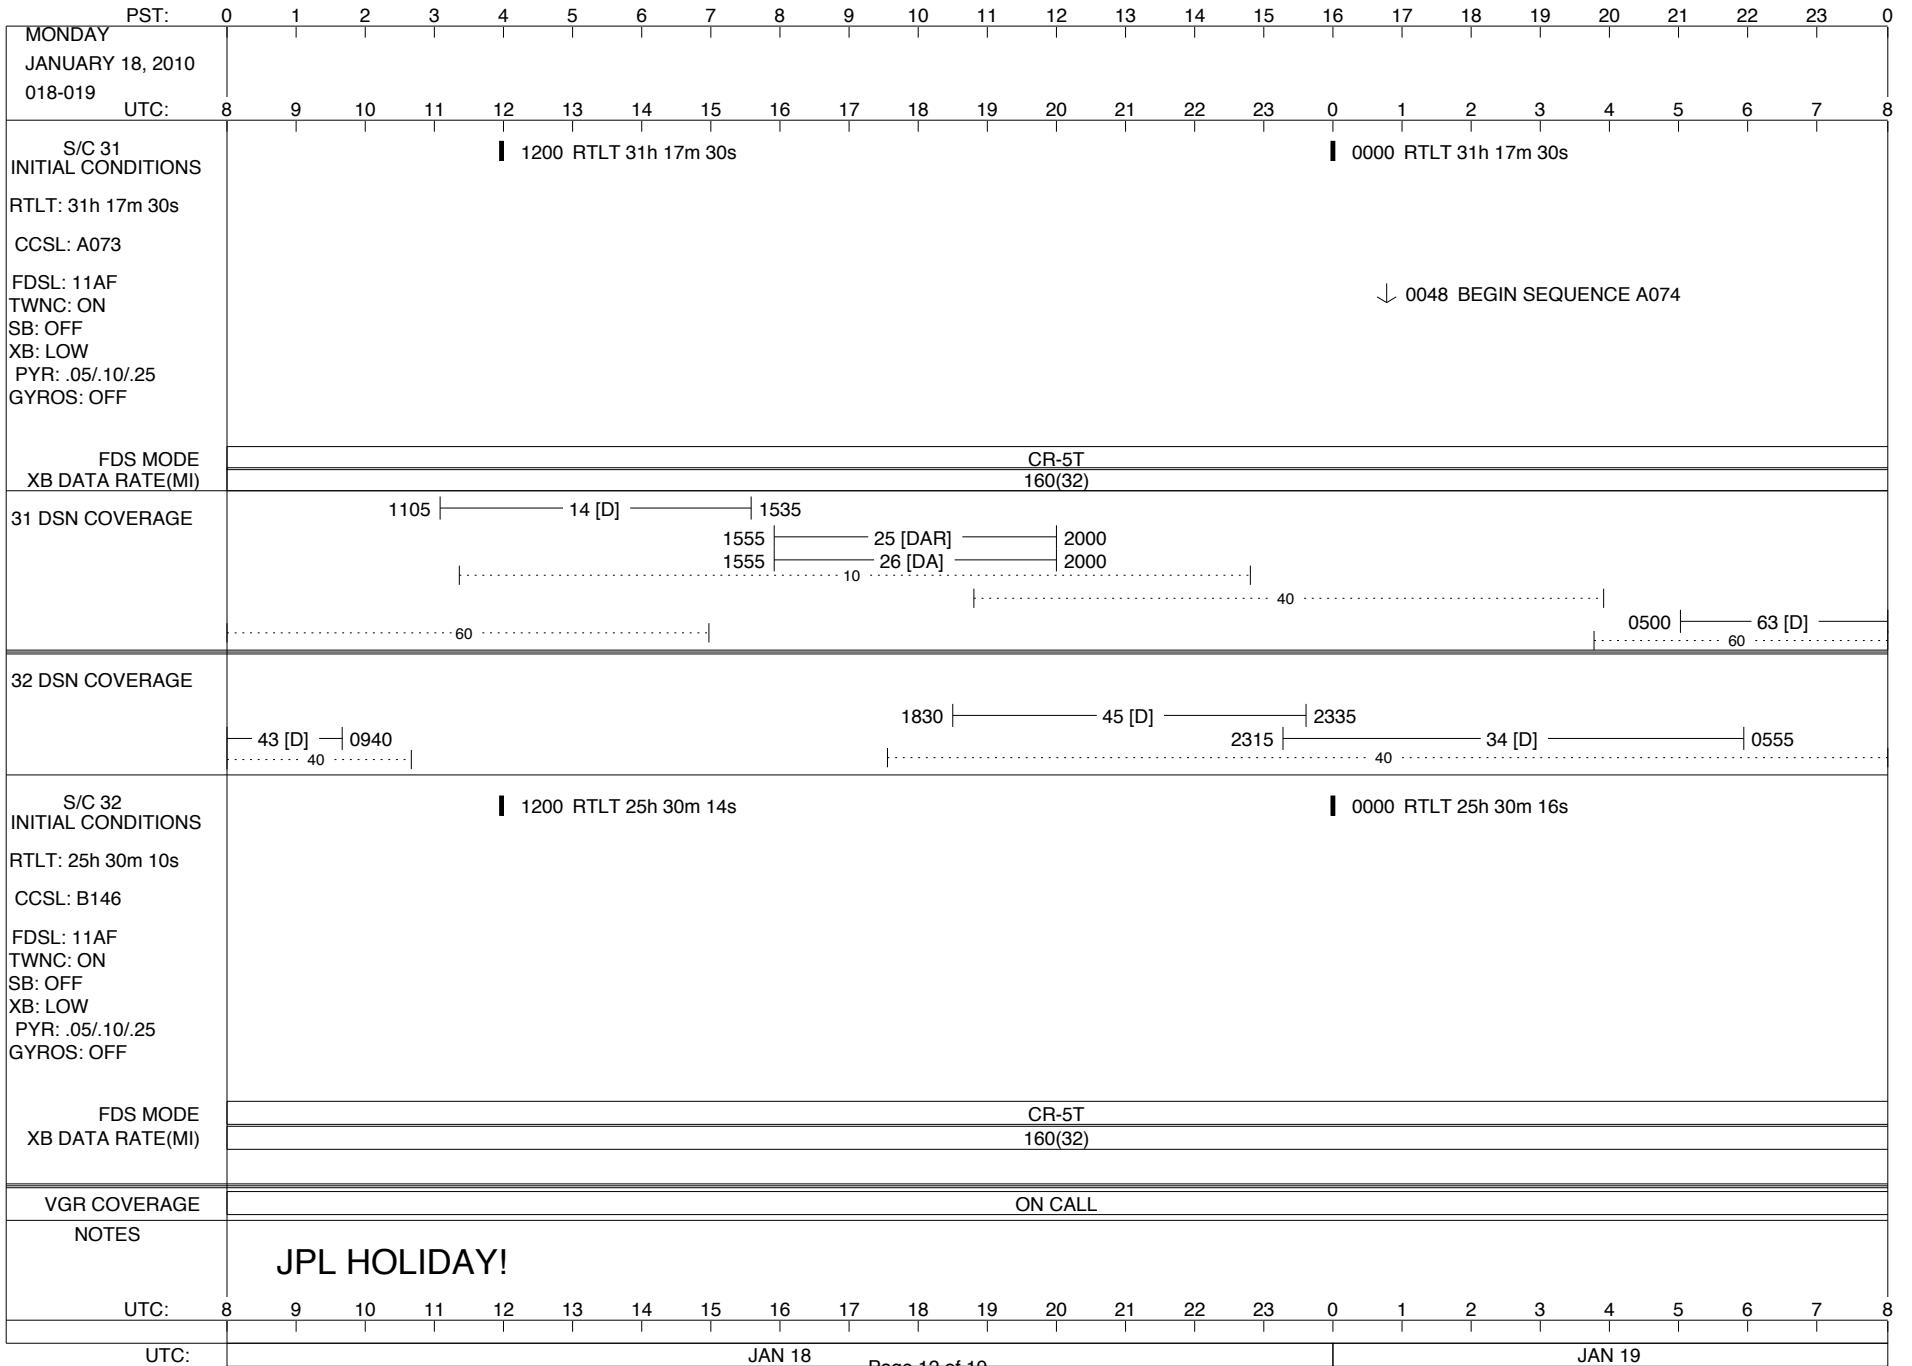 PST: 0 1 2 3 4 5 6 7 8 9 10 11 12 13 14 15 16 17 18 19 20 21 22 23 0
MONDAY
JANUARY 18, 2010
018-019
UTC: 8 9 10 11 12 13 14 15 16 17 18 19 20 21 22 23 0 1 2 3 4 5 6 7 8
S/C 31
INITIAL CONDITIONS
1200 RTLT 31h 17m 30s
0000 RTLT 31h 17m 30s
RTLT: 31h 17m 30s
CCSL: A073
FDSL: 11AF
0048 BEGIN SEQUENCE A074
TWNC: ON
SB: OFF
XB: LOW
PYR: .05/.10/.25
GYROS: OFF
FDS MODE CR-5T
XB DATA RATE(MI) 160(32)
31 DSN COVERAGE
1105 14 [D] 1535
1555 25 [DAR] 2000
1555 26 [DA] 2000
10
40
0500 63 [D]
60 60
32 DSN COVERAGE
1830 45 [D] 2335
43 [D] 0940 2315 34 [D] 0555
40 40
S/C 32
INITIAL CONDITIONS
1200 RTLT 25h 30m 14s
0000 RTLT 25h 30m 16s
RTLT: 25h 30m 10s
CCSL: B146
FDSL: 11AF
TWNC: ON
SB: OFF
XB: LOW
PYR: .05/.10/.25
GYROS: OFF
FDS MODE CR-5T
XB DATA RATE(MI) 160(32)
VGR COVERAGE ON CALL
NOTES
JPL HOLIDAY!
UTC: 8 9 10 11 12 13 14 15 16 17 18 19 20 21 22 23 0 1 2 3 4 5 6 7 8
UTC: JAN 18 JAN 19
Page 12 of 19